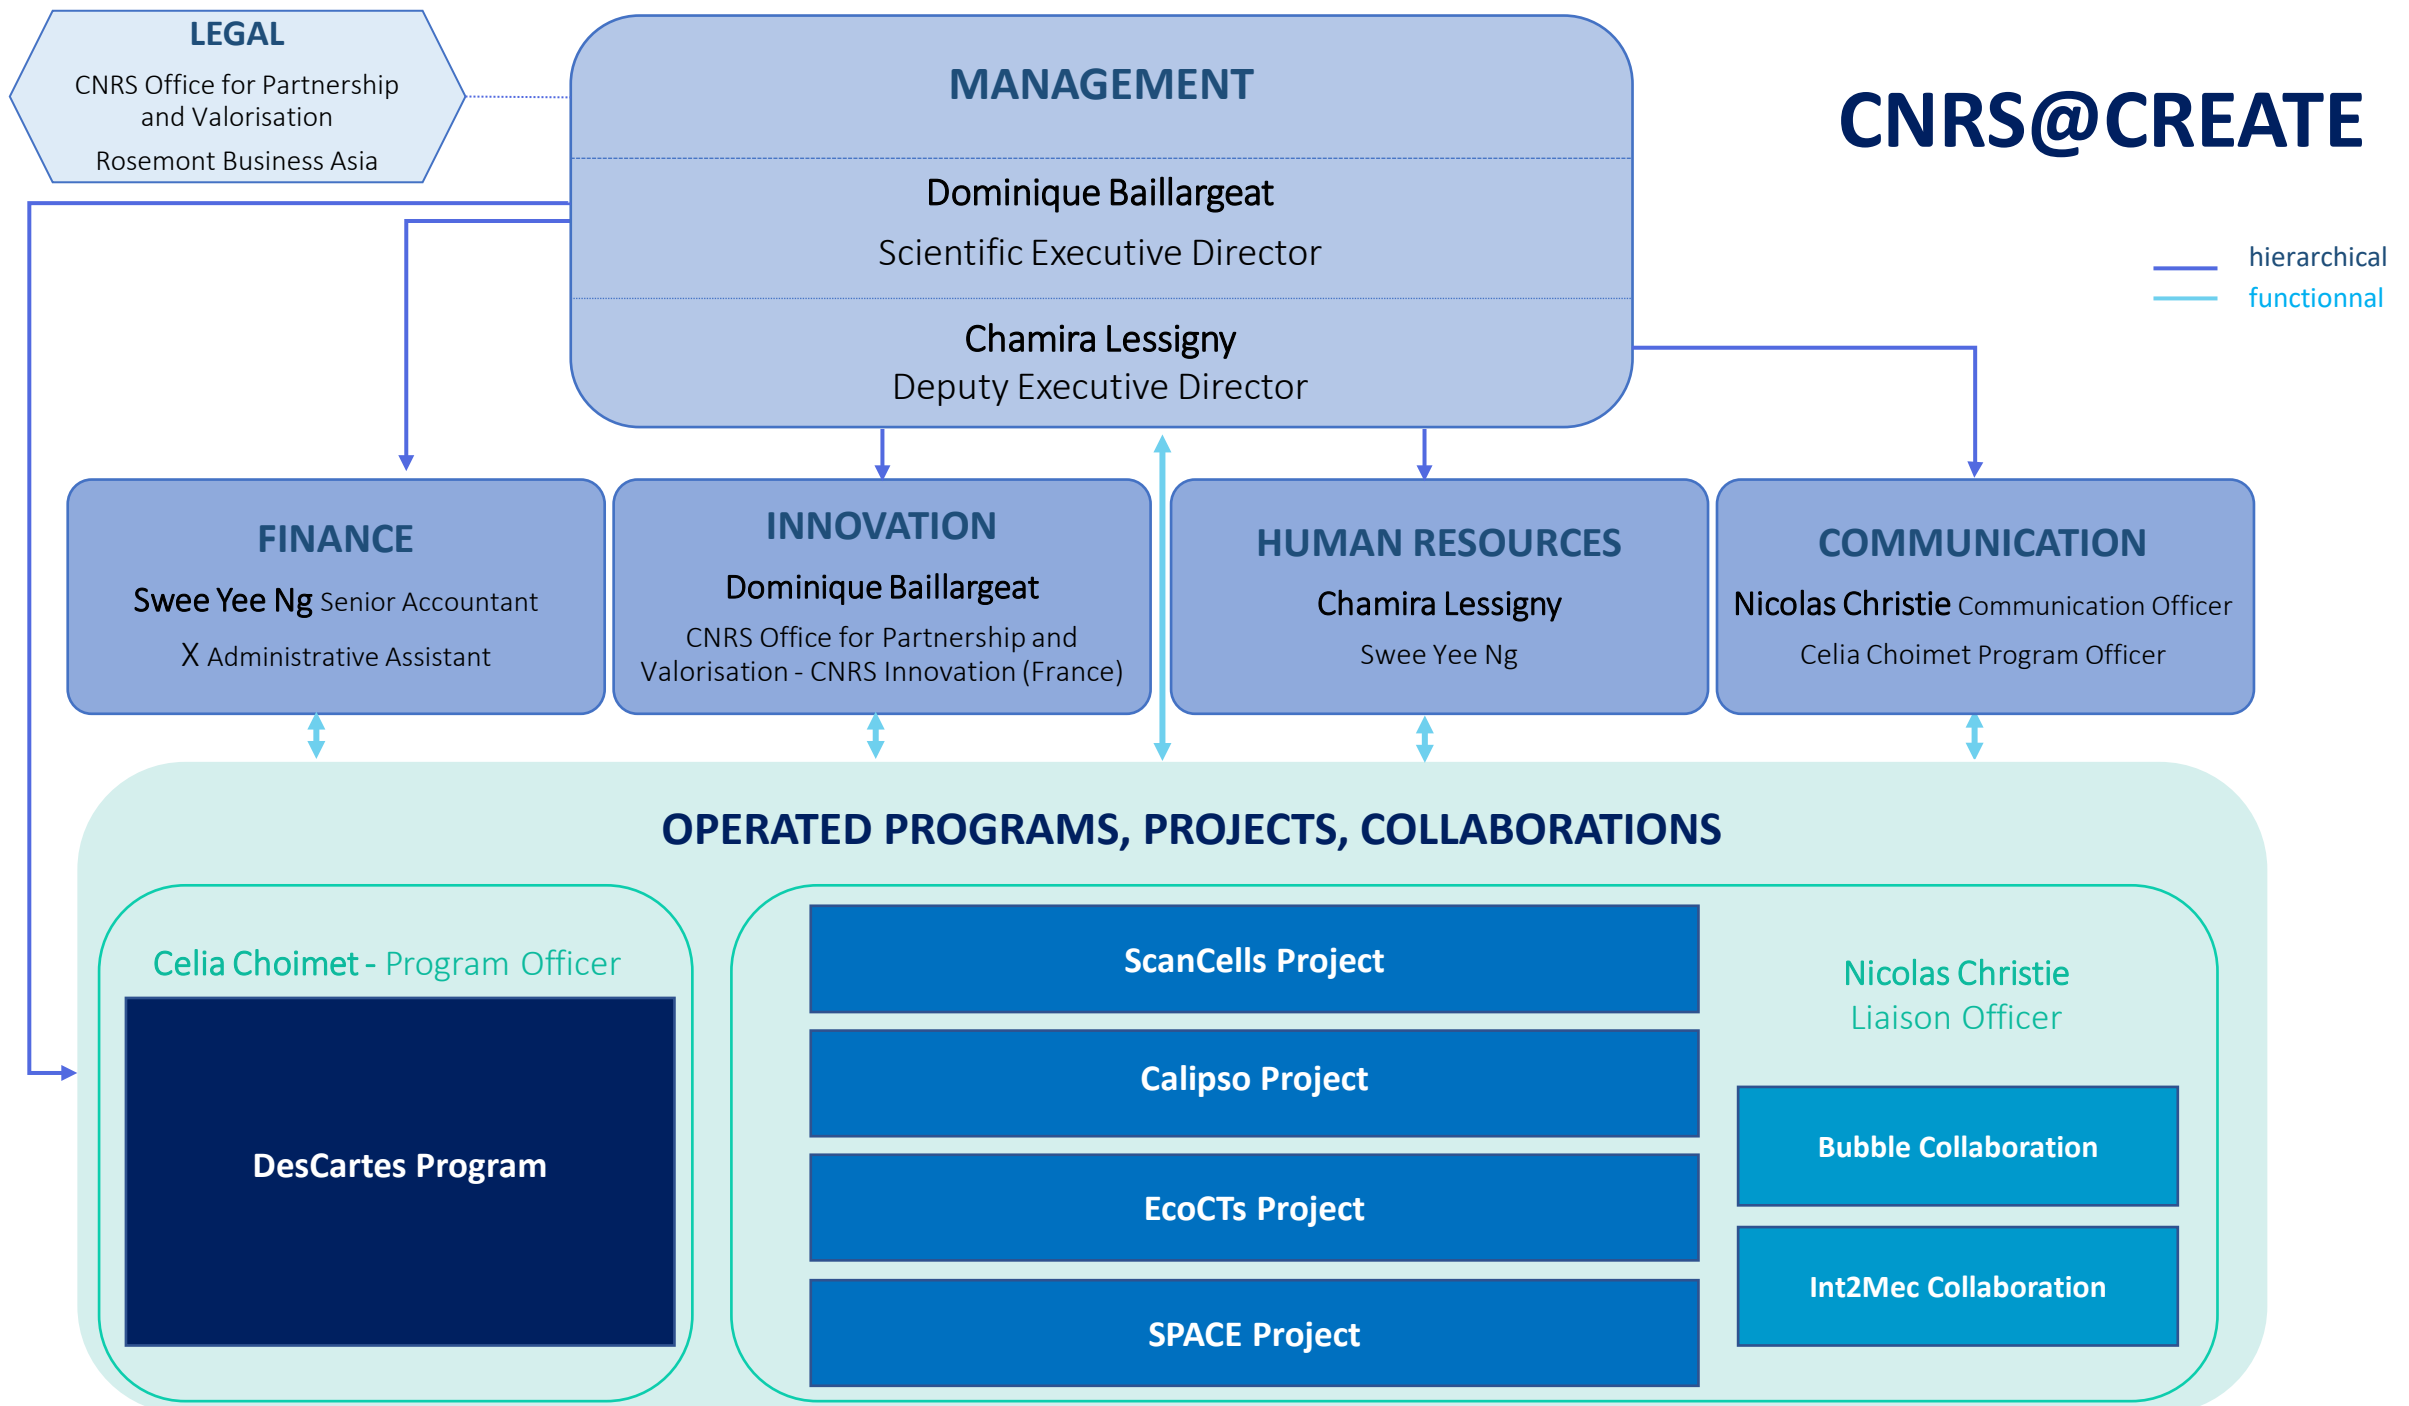 LEGAL
CNRS Office for Partnership
and Valorisation
Rosemont Business Asia
MANAGEMENT
Dominique Baillargeat
Scientific Executive Director
Chamira Lessigny
Deputy Executive Director
CNRS@CREATE
hierarchical
functionnal
FINANCE
Swee Yee Ng Senior Accountant
X Administrative Assistant
INNOVATION
Dominique Baillargeat
CNRS Office for Partnership and
Valorisation - CNRS Innovation (France)
HUMAN RESOURCES
Chamira Lessigny
Swee Yee Ng
COMMUNICATION
Nicolas Christie Communication Officer
Celia Choimet Program Officer
OPERATED PROGRAMS, PROJECTS, COLLABORATIONS
Celia Choimet - Program Officer
DesCartes Program
ScanCells Project
Calipso Project
EcoCTs Project
SPACE Project
Nicolas Christie
Liaison Officer
Bubble Collaboration
Int2Mec Collaboration